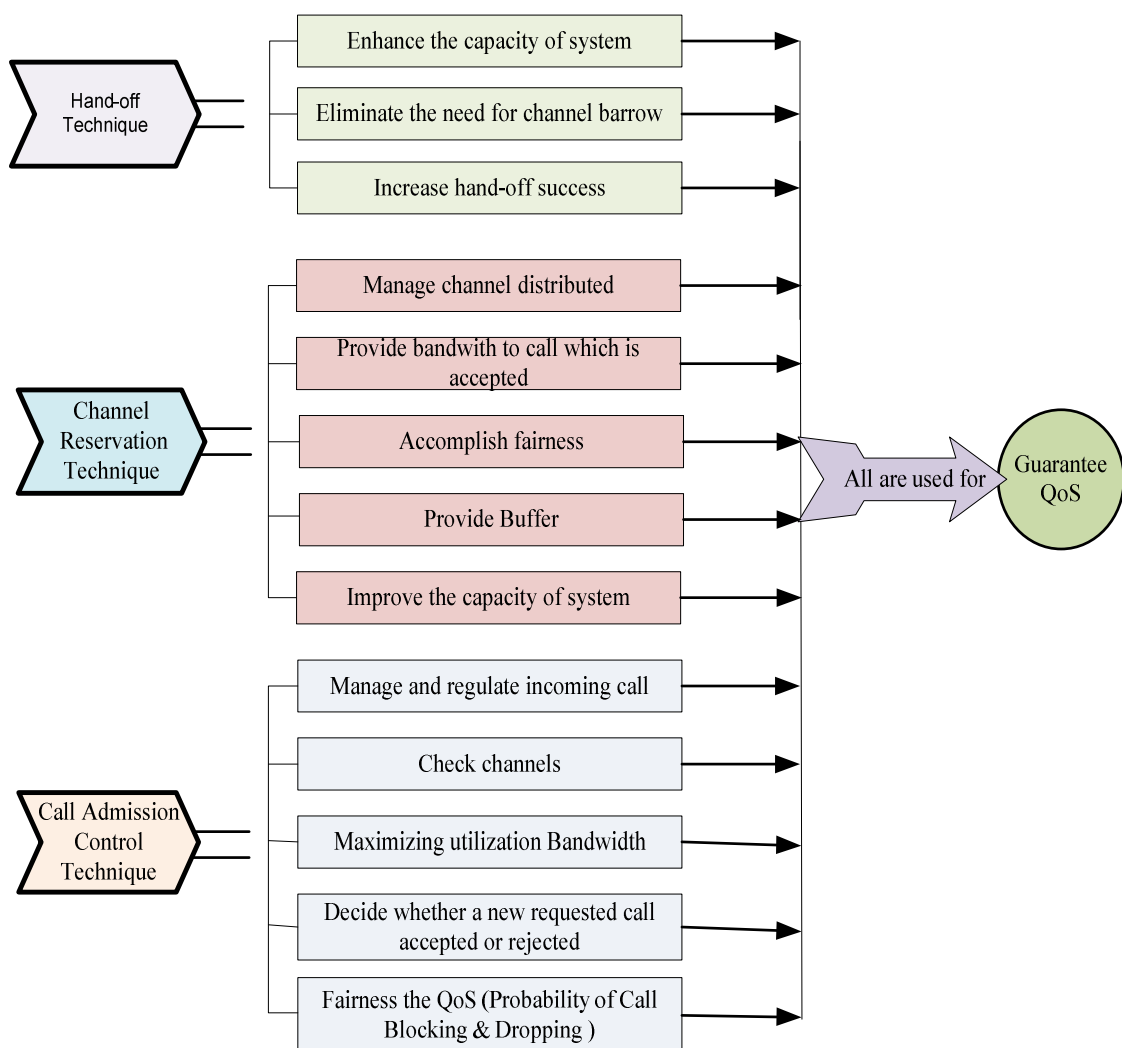 Hand-off
Technique
Enhance the capacity of system
Eliminate the need for channel barrow
Increase hand-off success
Channel
Reservation
Technique
Manage channel distributed
Provide bandwith to call which is
accepted
Accomplish fairness
Provide Buffer
Improve the capacity of system
Call Admission
Control
Technique
Manage and regulate incoming call
Check channels
Maximizing utilization Bandwidth
Decide whether a new requested call
accepted or rejected
Fairness the QoS (Probability of Call
Blocking & Dropping )
All are used for
Guarantee
QoS